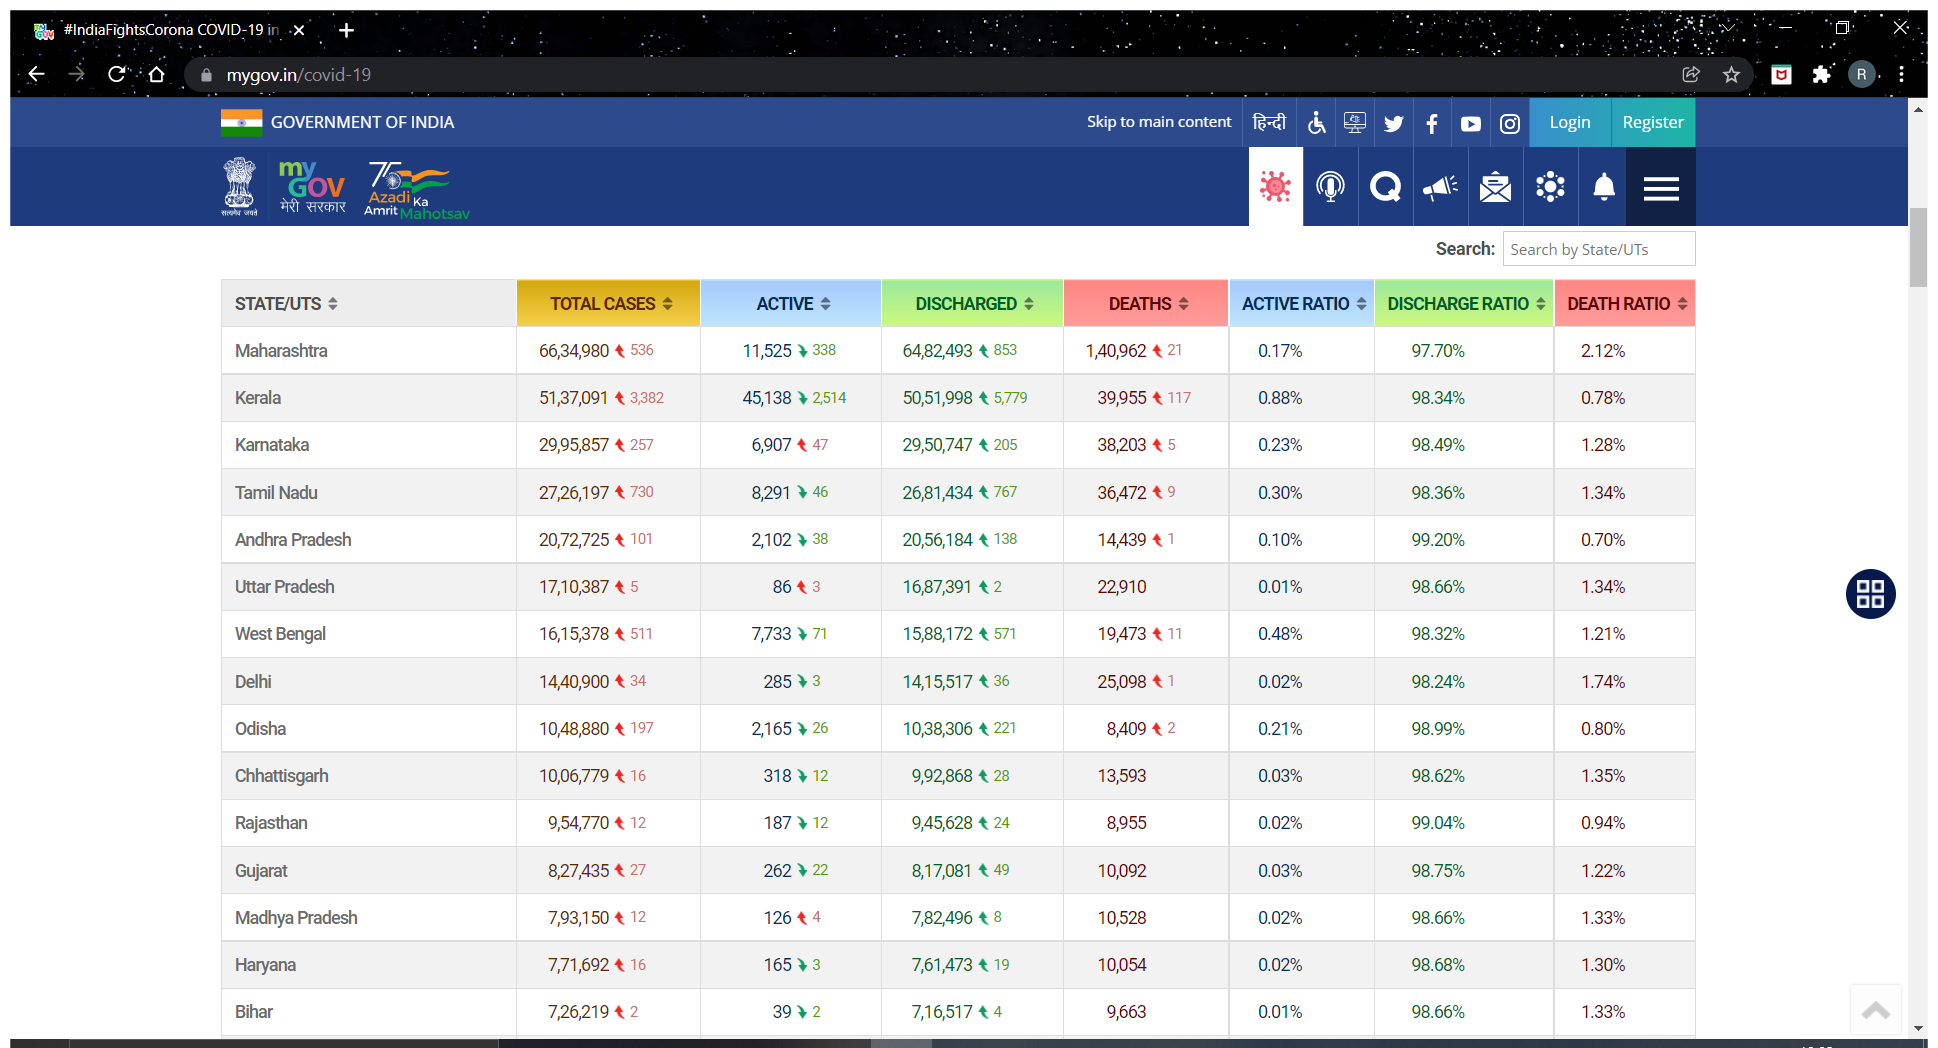 #IndiaFightsCorona COVID-19 in
mygov.in/covid-19
R
GOVERNMENT OF INDIA Skip to main content हिन्दी Login Register
सत्यमेव जयते
my
GOV
मेरी सरकार
75
Azadi Ka
Amrit Mahotsav
Search: Search by State/UTs
STATE/UTS TOTAL CASES ACTIVE DISCHARGED DEATHS ACTIVE RATIO DISCHARGE RATIO DEATH RATIO
Maharashtra 66,34,980 536 11,525 338 64,82,493 853 1,40,962 21 0.17% 97.70% 2.12%
Kerala 51,37,091 3,382 45,138 2,514 50,51,998 5,779 39,955 117 0.88% 98.34% 0.78%
Karnataka 29,95,857 257 6,907 47 29,50,747 205 38,203 5 0.23% 98.49% 1.28%
Tamil Nadu 27,26,197 730 8,291 46 26,81,434 767 36,472 9 0.30% 98.36% 1.34%
Andhra Pradesh 20,72,725 101 2,102 38 20,56,184 138 14,439 1 0.10% 99.20% 0.70%
Uttar Pradesh 17,10,387 5 86 3 16,87,391 2 22,910 0.01% 98.66% 1.34%
West Bengal 16,15,378 511 7,733 71 15,88,172 571 19,473 11 0.48% 98.32% 1.21%
Delhi 14,40,900 34 285 3 14,15,517 36 25,098 1 0.02% 98.24% 1.74%
Odisha 10,48,880 197 2,165 26 10,38,306 221 8,409 2 0.21% 98.99% 0.80%
Chhattisgarh 10,06,779 16 318 12 9,92,868 28 13,593 0.03% 98.62% 1.35%
Rajasthan 9,54,770 12 187 12 9,45,628 24 8,955 0.02% 99.04% 0.94%
Gujarat 8,27,435 27 262 22 8,17,081 49 10,092 0.03% 98.75% 1.22%
Madhya Pradesh 7,93,150 12 126 4 7,82,496 8 10,528 0.02% 98.66% 1.33%
Haryana 7,71,692 16 165 3 7,61,473 19 10,054 0.02% 98.68% 1.30%
Bihar 7,26,219 2 39 2 7,16,517 4 9,663 0.01% 98.66% 1.33%